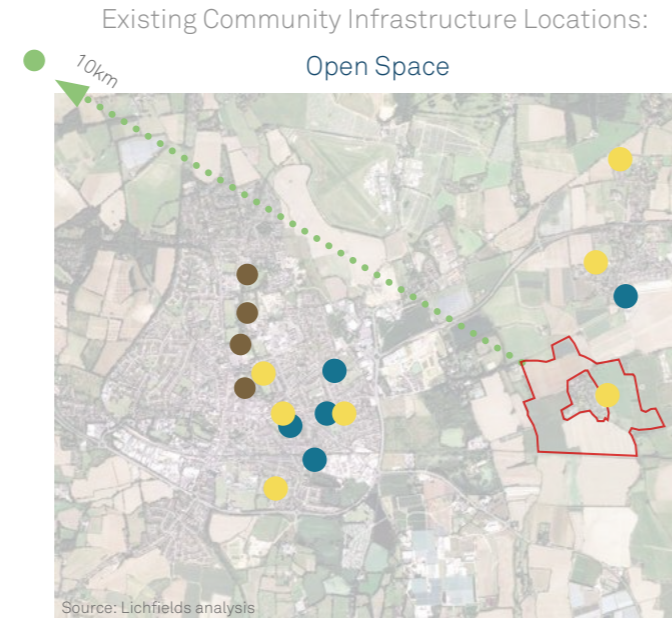 Existing Community Infrastructure Locations:
Open Space
10km
Source: Lichfields analysis